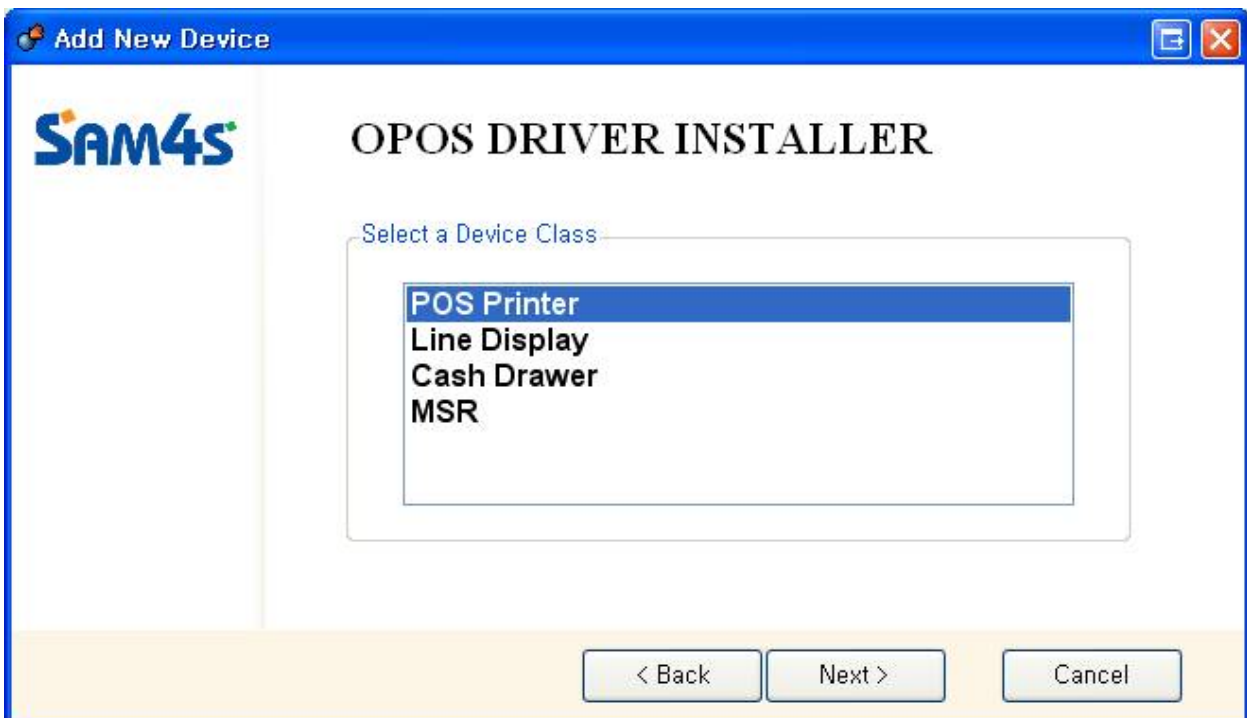 Add New Device
SAM4S
OPOS DRIVER INSTALLER
Select a Device Class
POS Printer
Line Display
Cash Drawer
MSR
< Back
Next >
Cancel